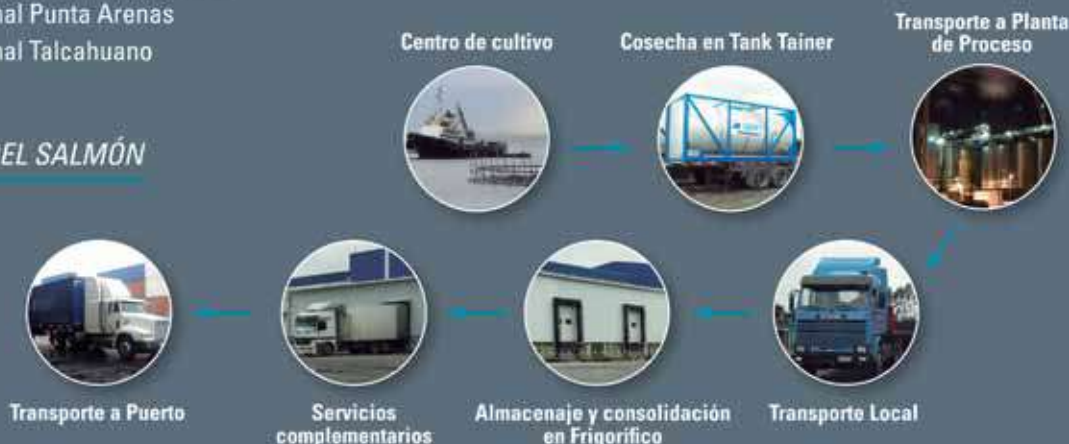 Punta Arenas
Talcahuano
DEL SALMÓN
Centro de cultivo
Cosecha en Tank Tainer
Transporte a Planta
de Proceso
Transporte Local
Almacenaje y consolidación
en Frigorífico
Servicios
complementarios
Transporte a Puerto